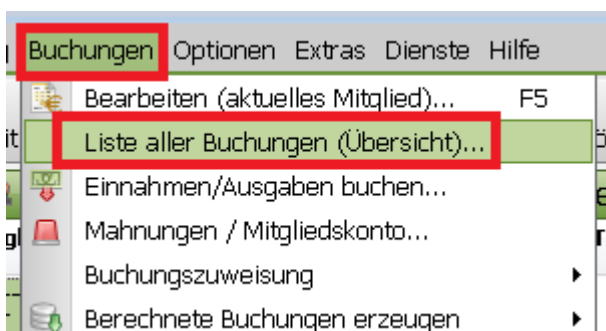 Buchungen Optionen Extras Dienste Hilfe
Bearbeiten (aktuelles Mitglied)... F5
Liste aller Buchungen (Übersicht)...
Einnahmen/Ausgaben buchen...
Mahnungen / Mitgliedskonto...
Buchungszuweisung
Berechnete Buchungen erzeugen